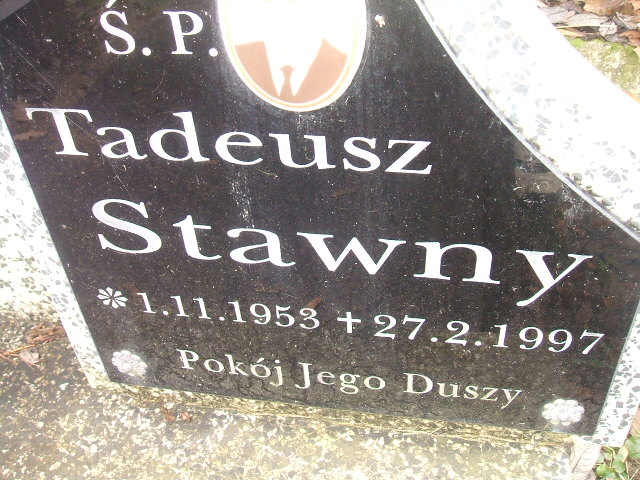 Ś. P.
Tadeusz
Stawny
* 1.11.1953 + 27.2.1997
Pokój Jego Duszy